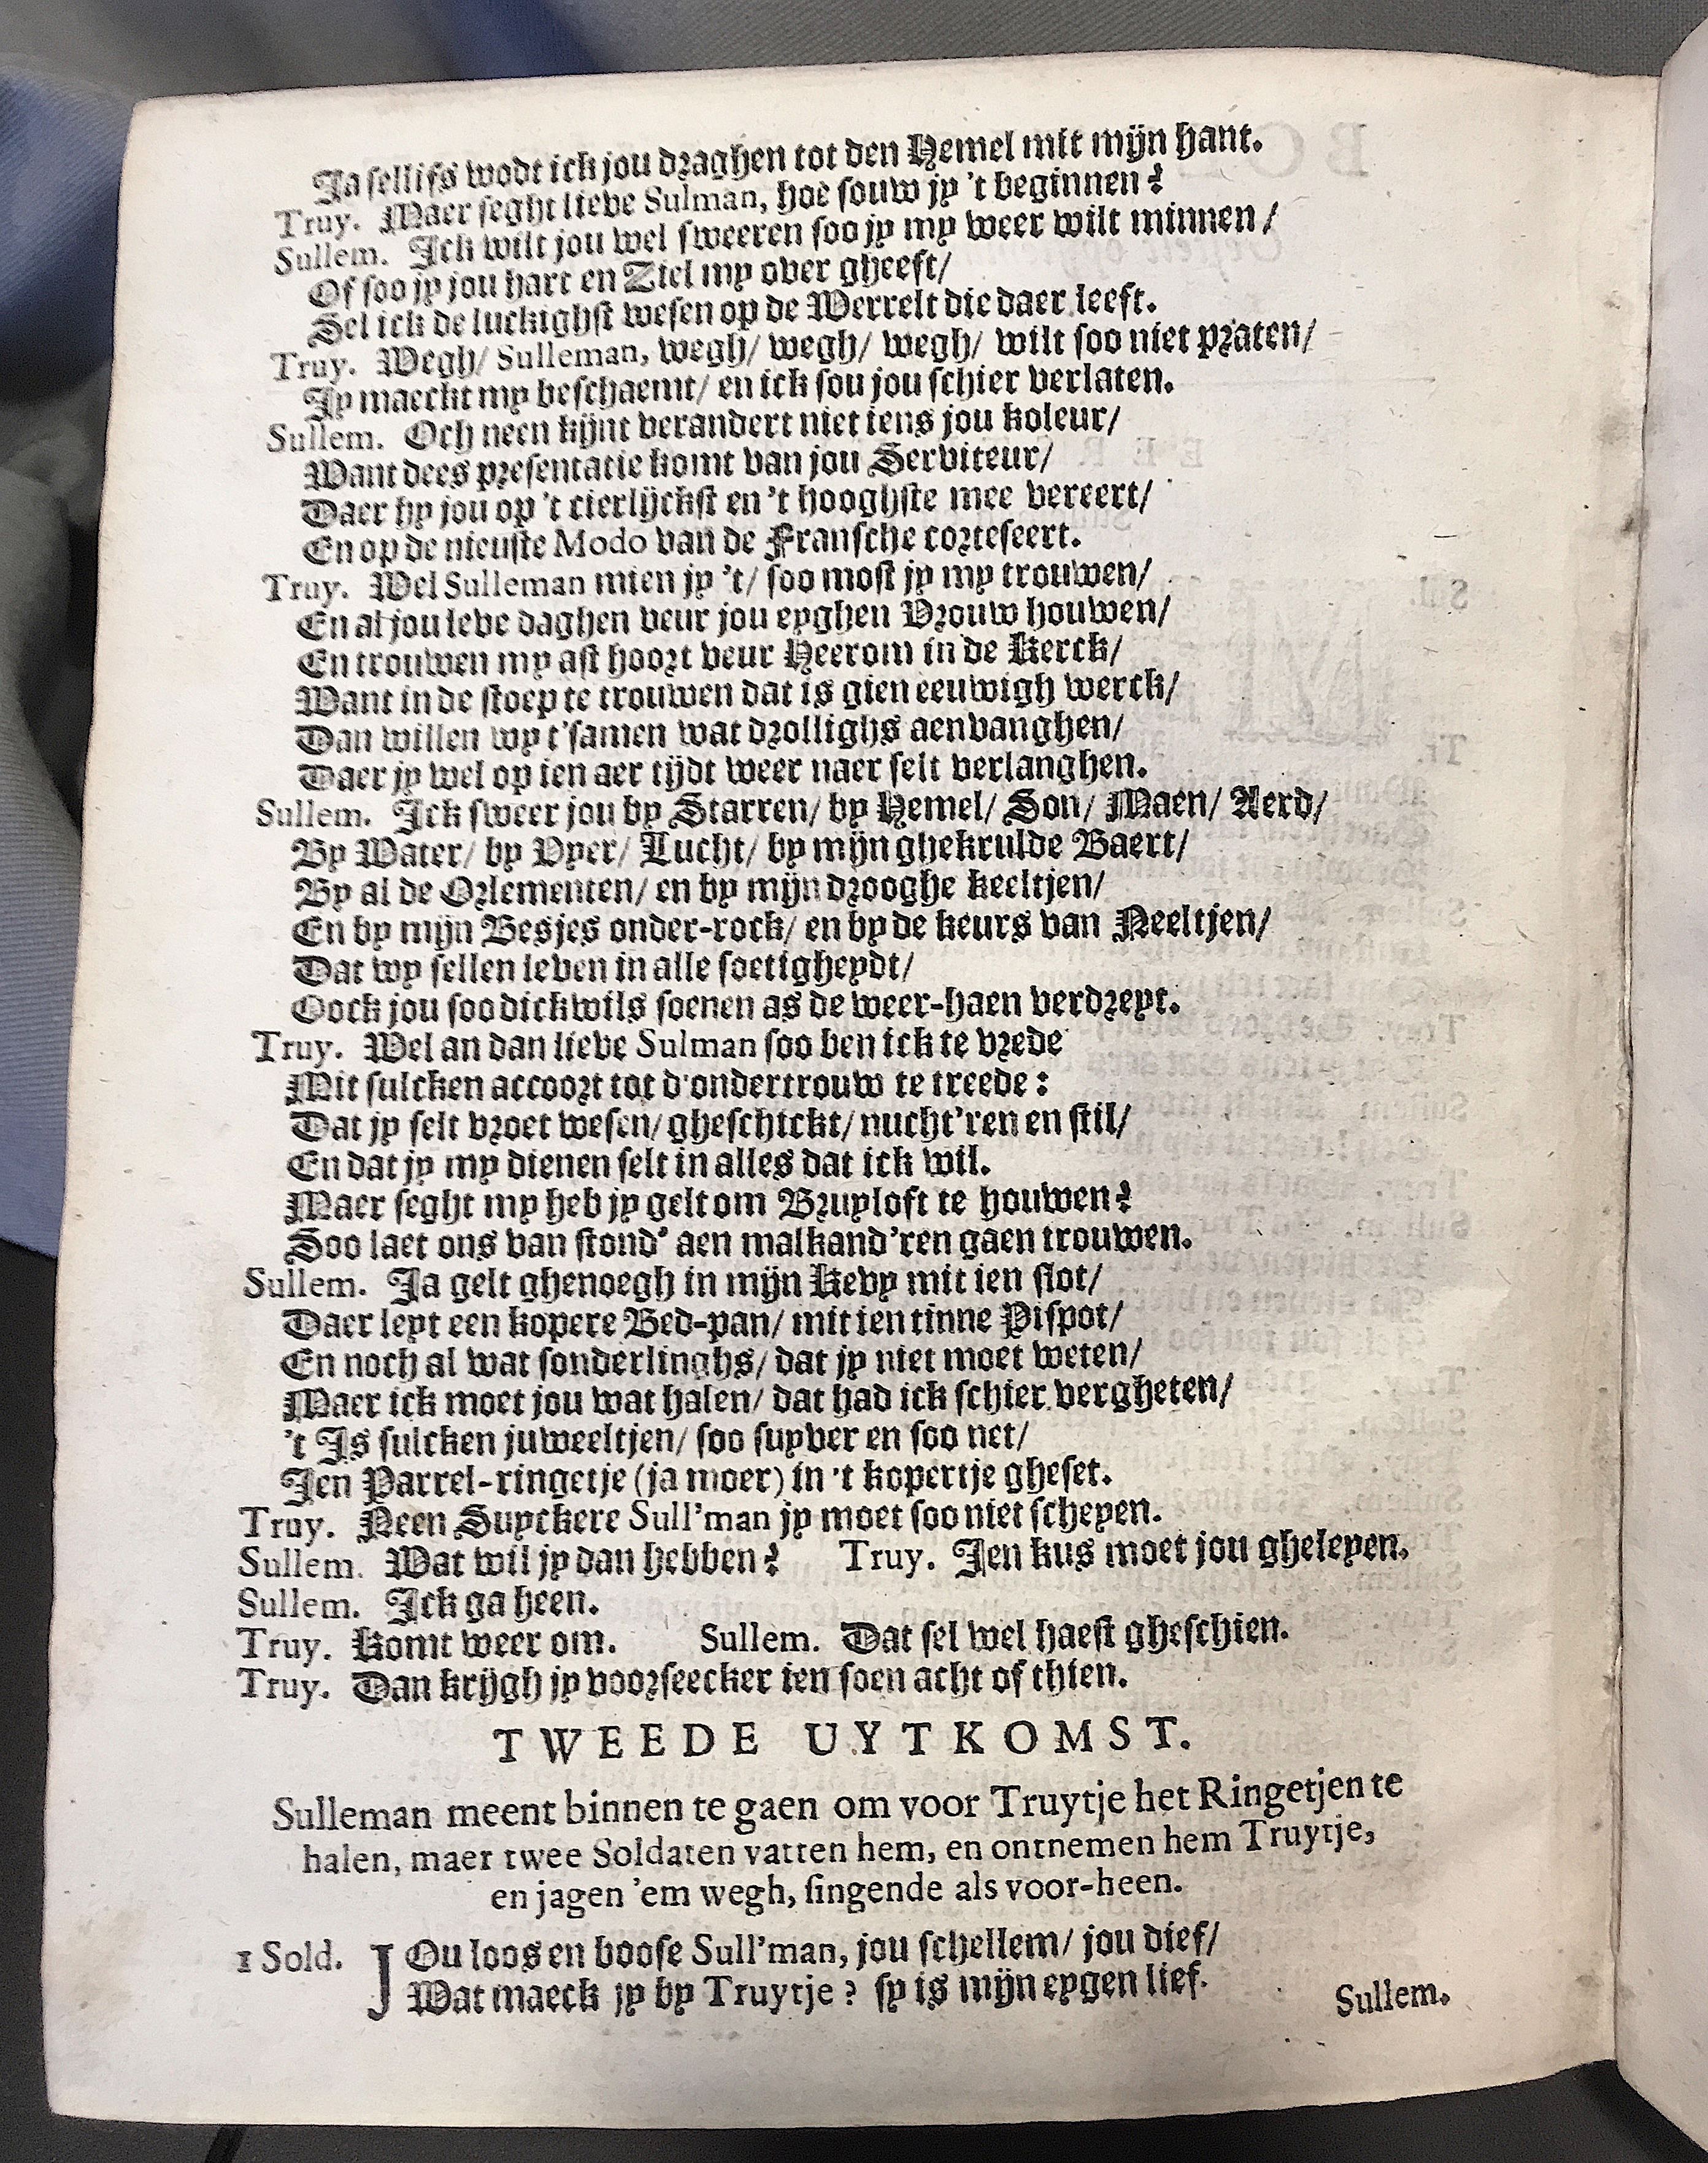 Ja sellifs wodt ick jou draghen tot den Hemel mit mijn hant.
Truy. Maer seght lieve Sulman, hoe souw jy 't beginnen?
Sullem. Ick wilt jou wel sweeren soo jy my weer wilt minnen/
Of soo jy jou hart en Ziel my over gheeft/
Sel ick de luckighst wesen op de Werrelt die daer leeft.
Truy. Wegh/ Sulleman, wegh/ wegh/ wegh/ wilt soo niet praten/
Jy maeckt my beschaemt/ en ick sou jou schier verlaten.
Sullem. Och neen kijnt verandert niet iens jou koleur/
Want dees presentatie komt van jou Serviteur/
Daer hy jou op 't cierlijckst en 't hooghste mee vereert/
En op de nieuste Modo van de Fransche corteseert.
Truy. Wel Sulleman mien jy 't/ soo most jy my trouwen/
En al jou leve daghen veur jou eyghen Vrouw houwen/
En trouwen my ast hoort veur Heerom in de Kerck/
Want in de stoep te trouwen dat is gien eeuwigh werck/
Dan willen wy t'samen wat drollighs aenvanghen/
Daer jy wel op ien aer tijdt weer naer selt verlanghen.
Sullem. Ick sweer jou by Starren/ by Hemel/ Son/ Maen/ Aerd/
By Water/ by Vyer/ Lucht/ by mijn ghekrulde Baert/
By al de Orlementen/ en by mijn drooghe keeltjen/
En by mijn Besjes onder-rock/ en by de keurs van Neeltjen/
Dat wy sellen leven in alle soetigheydt/
Oock jou soo dickwils soenen as de weer-haen verdreyt.
Truy. Wel an dan lieve Sulman soo ben ick te vrede
Mit sulcken accoort tot d'ondertrouw te treede:
Dat jy selt vroet wesen/ gheschickt/ nucht'ren en stil/
En dat jy my dienen selt in alles dat ick wil.
Maer seght my heb jy gelt om Bruyloft te houwen?
Soo laet ons van stond' aen malkand'ren gaen trouwen.
Sullem. Ja gelt ghenoegh in mijn Kevy mit ien slot/
Daer leyt een kopere Bed-pan/ mit ien tinne Pispot/
En noch al wat sonderlinghs/ dat jy niet moet weten/
Maer ick moet jou wat halen/ dat had ick schier vergheten/
't Is sulcken juweeltjen/ soo suyver en soo net/
Ien Parrel-ringetje (ja moer) in 't kopertje gheset.
Truy. Neen Suyckere Sull'man jy moet soo niet scheyen.
Sullem. Wat wil jy dan hebben? Truy. Ien kus moet jou gheleyen.
Sullem. Ick ga heen.
Truy. Komt weer om. Sullem. Dat sel wel haest gheschien.
Truy. Dan krijgh jy voorseecker ien soen acht of thien.
TWEEDE UYTKOMST.
Sulleman meent binnen te gaen om voor Truytje het Ringetjen te
halen, maer twee Soldaten vatten hem, en ontnemen hem Truytje,
en jagen 'em wegh, singende als voor-heen.
1 Sold. JOu loos en boose Sull'man, jou schellem/ jou dief/
Wat maeck jy by Truytje? sy is mijn eygen lief.
Sullem.